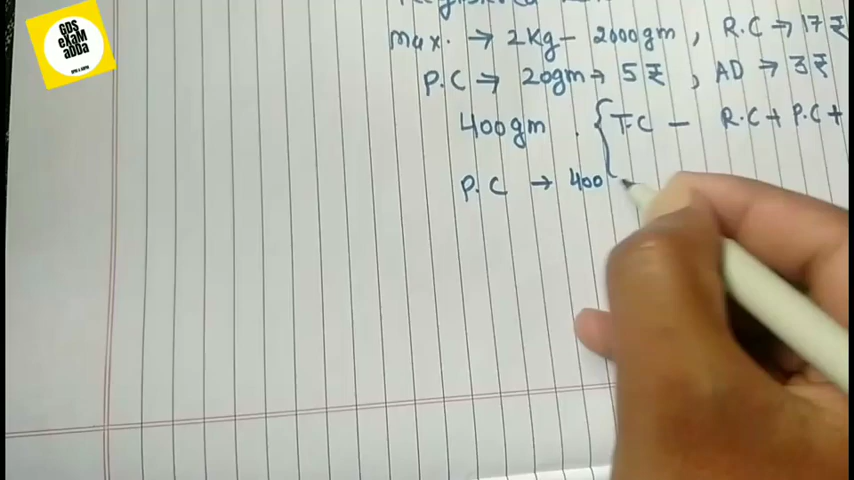 GDS
eXaM
aDDa
Max. → 2Kg - 2000gm, R.C → 17 ₹
P.C → 20gm → 5 ₹, AD → 3 ₹
400gm . { T.C - R.C + P.C +
P.C → 400